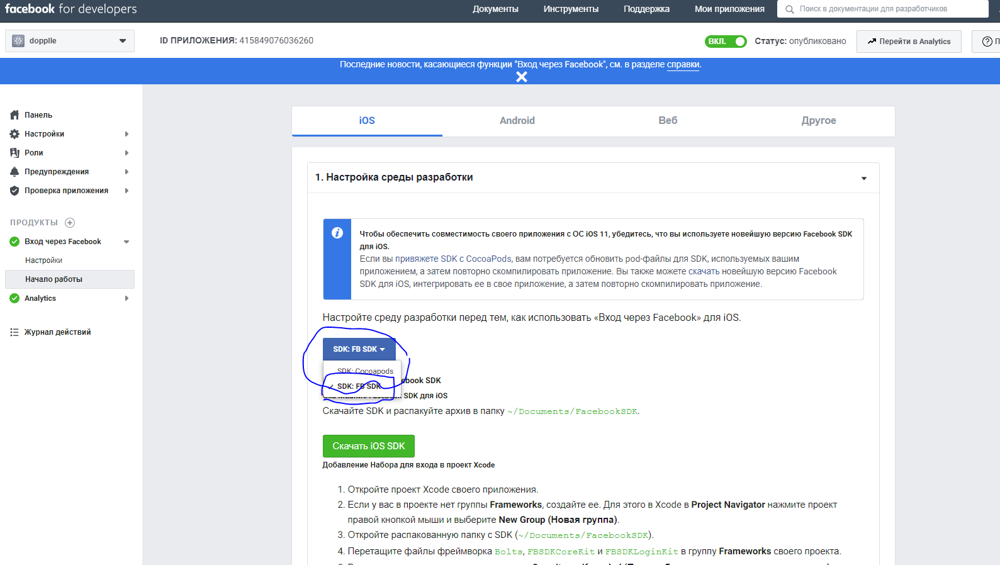 facebook for developers
Документы Инструменты Поддержка Мои приложения Поиск в документации для разработчиков
dopplle
ID ПРИЛОЖЕНИЯ: 415849076036260
ВКЛ. Статус: опубликовано Перейти в Analytics
Последние новости, касающиеся функции "Вход через Facebook", см. в разделе справки.
Панель
Настройки
Роли
Предупреждения
Проверка приложения
ПРОДУКТЫ
Вход через Facebook
Настройки
Начало работы
Analytics
Журнал действий
iOS Android Веб Другое
1. Настройка среды разработки
Чтобы обеспечить совместимость своего приложения с ОС iOS 11, убедитесь, что вы используете новейшую версию Facebook SDK
для iOS.
Если вы привяжете SDK с CocoaPods, вам потребуется обновить pod-файлы для SDK, используемых вашим
приложением, а затем повторно скомпилировать приложение. Вы также можете скачать новейшую версию Facebook
SDK для iOS, интегрировать ее в свое приложение, а затем повторно скомпилировать приложение.
Настройте среду разработки перед тем, как использовать «Вход через Facebook» для iOS.
SDK: FB SDK
SDK: Cocoapods
ebook SDK
SDK: FB SDK
SDK для iOS
Скачайте SDK и распакуйте архив в папку ~/Documents/FacebookSDK.
Скачать iOS SDK
Добавление Набора для входа в проект Xcode
1. Откройте проект Xcode своего приложения.
2. Если у вас в проекте нет группы Frameworks, создайте ее. Для этого в Xcode в Project Navigator нажмите проект
правой кнопкой мыши и выберите New Group (Новая группа).
3. Откройте распакованную папку с SDK (~/Documents/FacebookSDK).
4. Перетащите файлы фреймворка Bolts, FBSDKCoreKit и FBSDKLoginKit в группу Frameworks своего проекта.